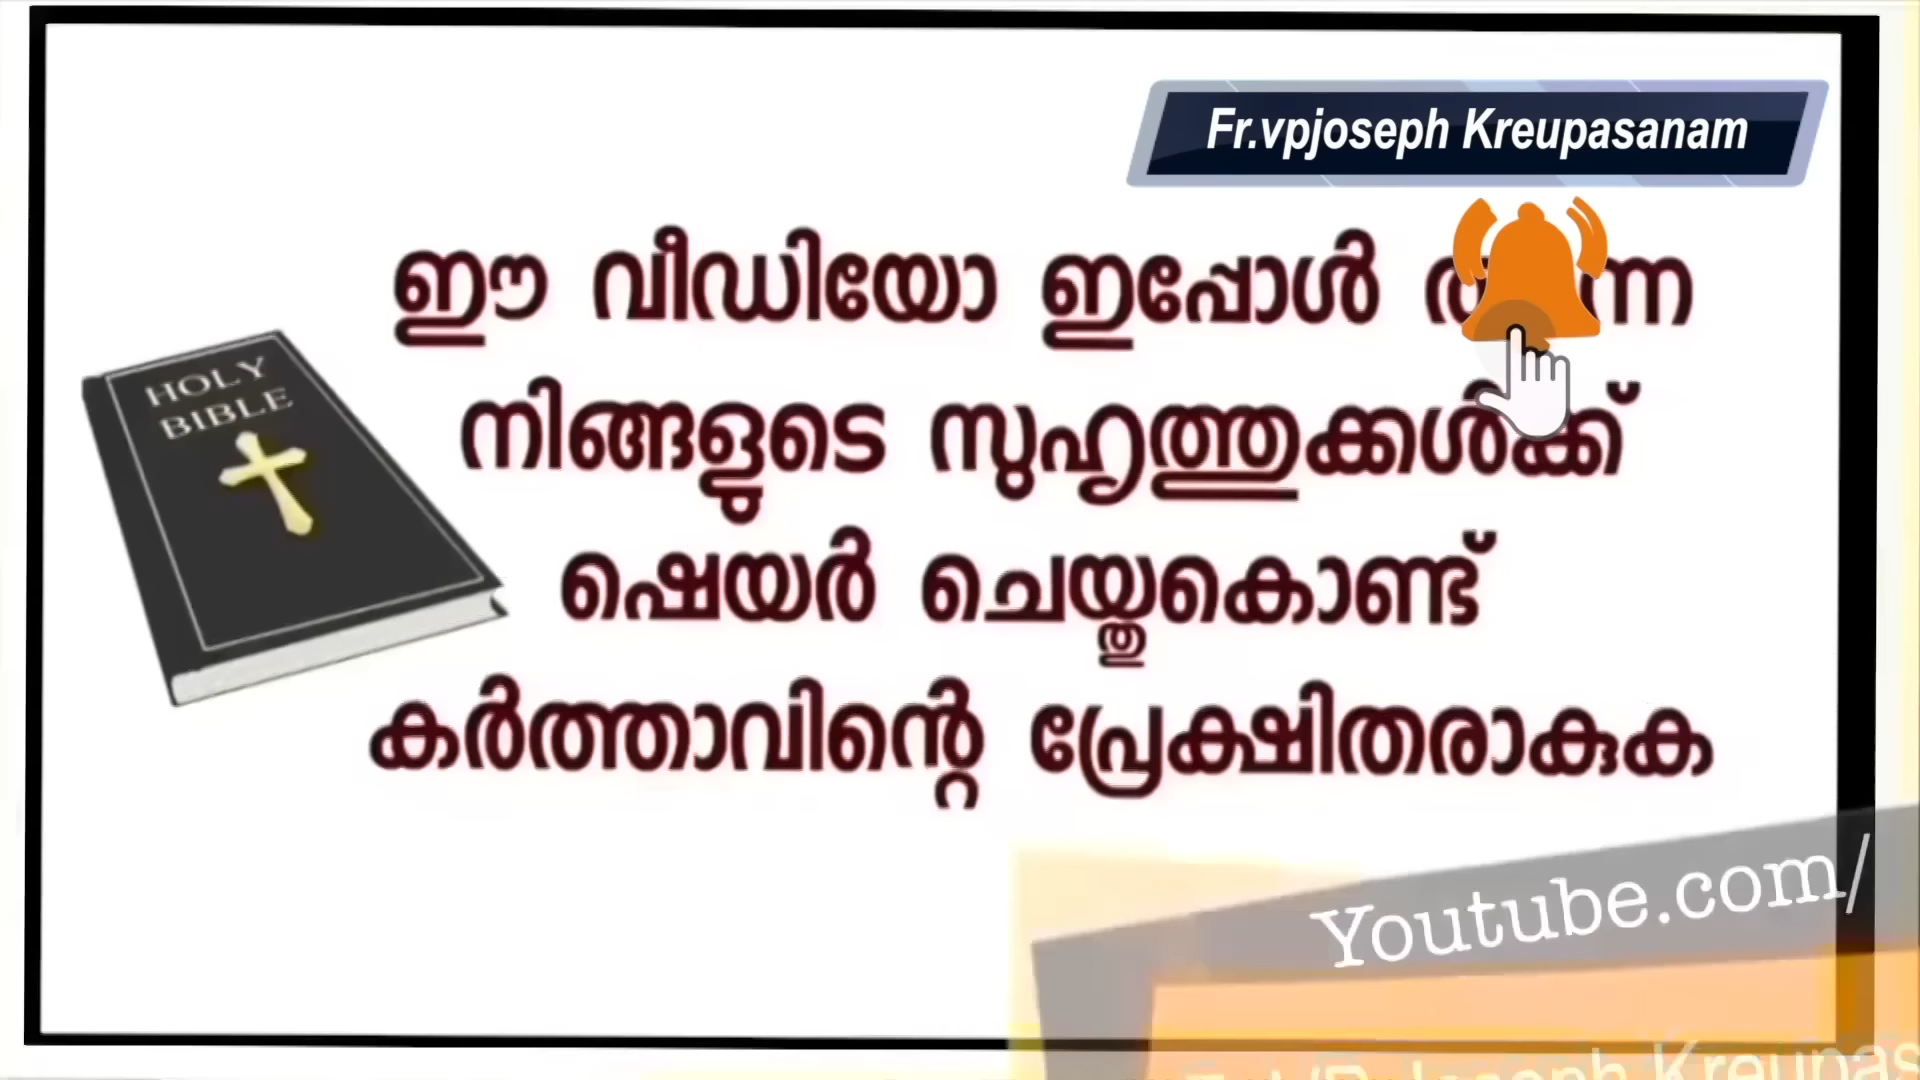 Fr.vpjoseph Kreupasanam
ഈ വീഡിയോ ഇപ്പോൾ
നിങ്ങളുടെ സുഹൃത്തുക്കൾക്ക്
ഷെയർ ചെയ്തുകൊണ്ട്
കർത്താവിന്റെ പ്രേക്ഷിതരാകുക
HOLY
BIBLE
Youtube.com/